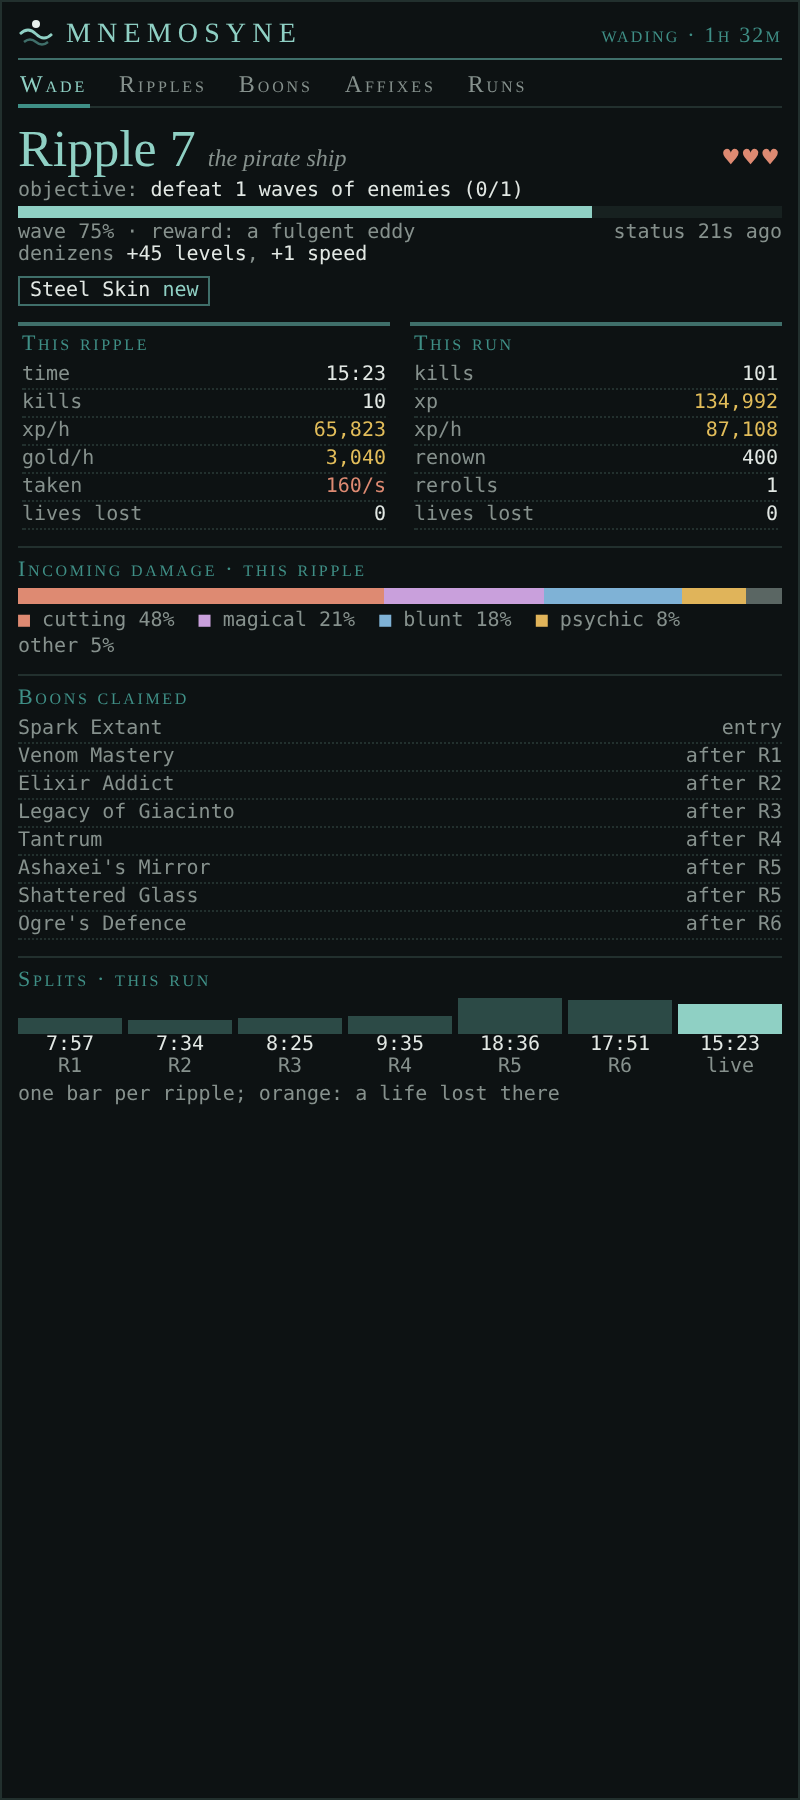 MNEMOSYNE
WADING · 1H 32M
WADE RIPPLES BOONS AFFIXES RUNS
Ripple 7 the pirate ship ♥♥♥
objective: defeat 1 waves of enemies (0/1)
wave 75% · reward: a fulgent eddy status 21s ago
denizens +45 levels, +1 speed
Steel Skin new
THIS RIPPLE
time 15:23
kills 10
xp/h 65,823
gold/h 3,040
taken 160/s
lives lost 0
THIS RUN
kills 101
xp 134,992
xp/h 87,108
renown 400
rerolls 1
lives lost 0
INCOMING DAMAGE · THIS RIPPLE
cutting 48% magical 21% blunt 18% psychic 8%
other 5%
BOONS CLAIMED
Spark Extant entry
Venom Mastery after R1
Elixir Addict after R2
Legacy of Giacinto after R3
Tantrum after R4
Ashaxei's Mirror after R5
Shattered Glass after R5
Ogre's Defence after R6
SPLITS · THIS RUN
7:57 7:34 8:25 9:35 18:36 17:51 15:23
R1 R2 R3 R4 R5 R6 live
one bar per ripple; orange: a life lost there